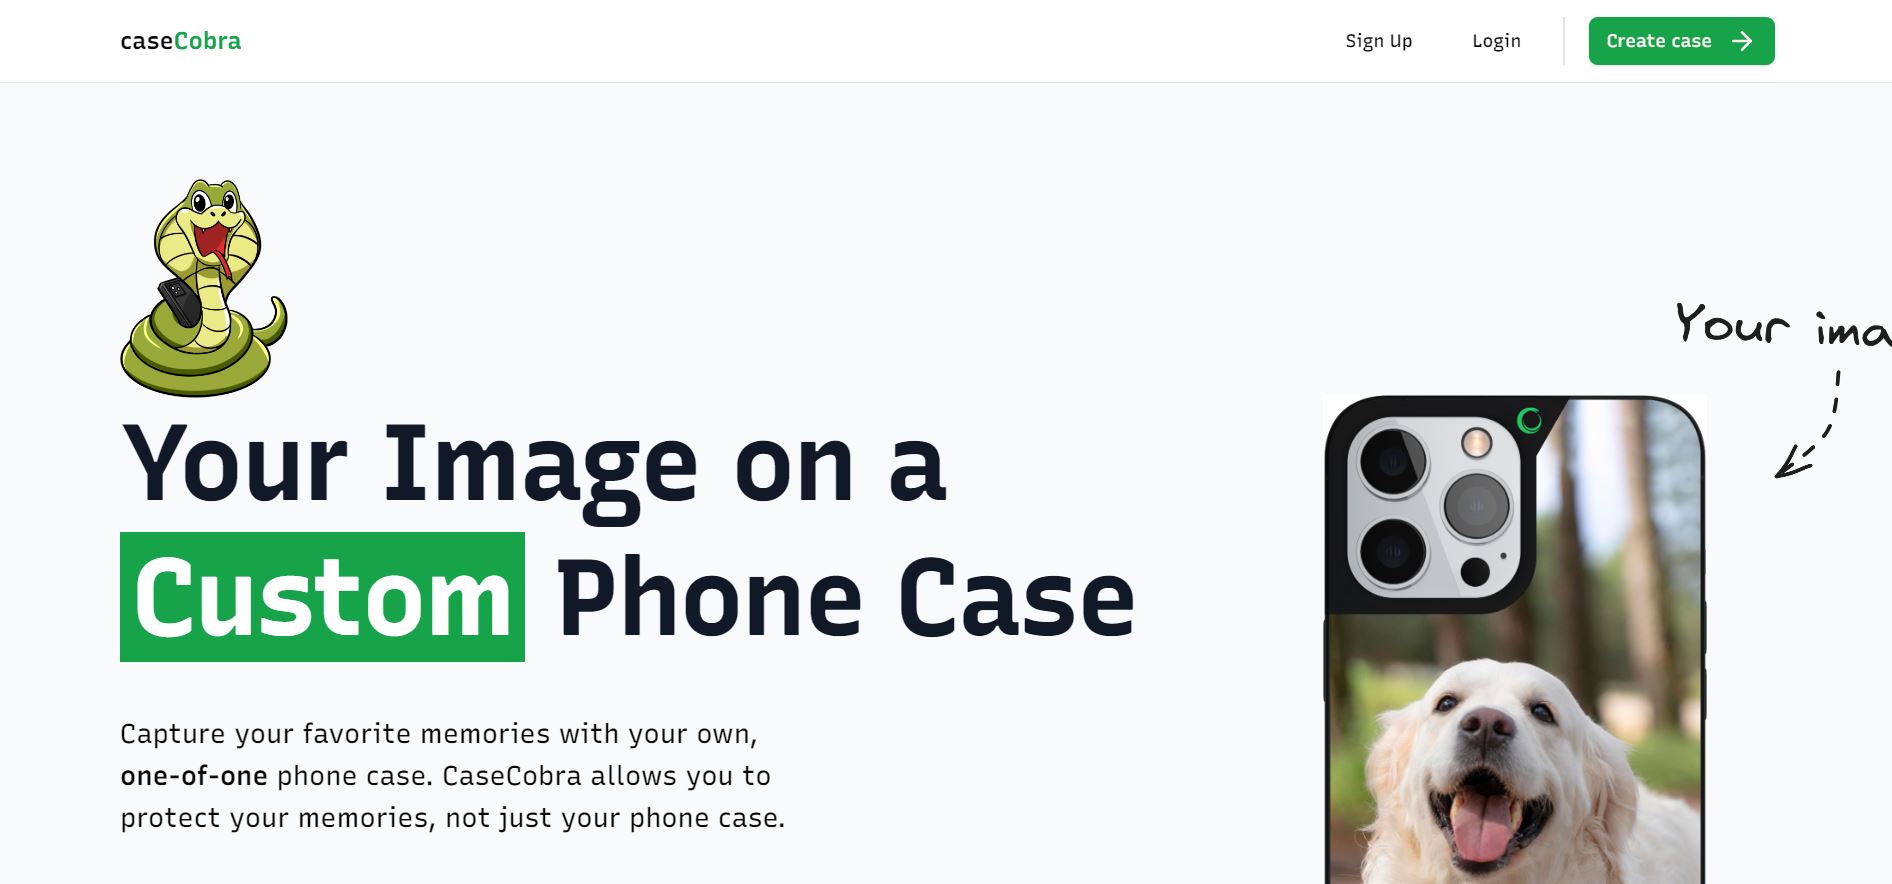 caseCobra
Sign Up
Login
Create case
Your Image on a
Custom Phone Case
Your ima
Capture your favorite memories with your own,
one-of-one phone case. CaseCobra allows you to
protect your memories, not just your phone case.